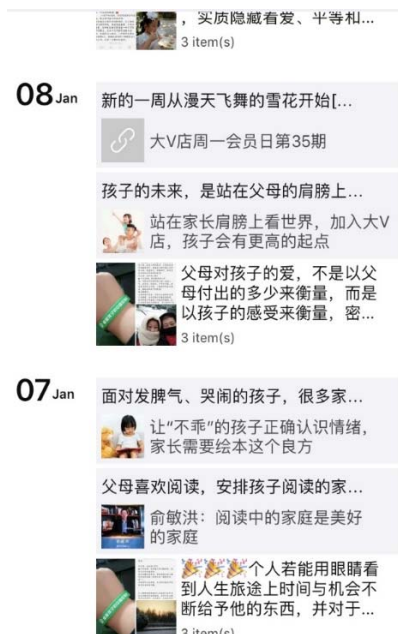 ，实质隐藏看爱、平等和...
3 item(s)
08 Jan
新的一周从漫天飞舞的雪花开始[...
大V店周一会员日第35期
孩子的未来，是站在父母的肩膀上...
站在家长肩膀上看世界，加入大V
店，孩子会有更高的起点
父母对孩子的爱，不是以父
母付出的多少来衡量，而是
以孩子的感受来衡量，密...
3 item(s)
07 Jan
面对发脾气、哭闹的孩子，很多家...
让“不乖”的孩子正确认识情绪，
家长需要绘本这个良方
父母喜欢阅读，安排孩子阅读的家...
俞敏洪：阅读中的家庭是美好
的家庭
🎉🎉🎉个人若能用眼睛看
到人生旅途上时间与机会不
断给予他的东西，并对于...
3 item(s)